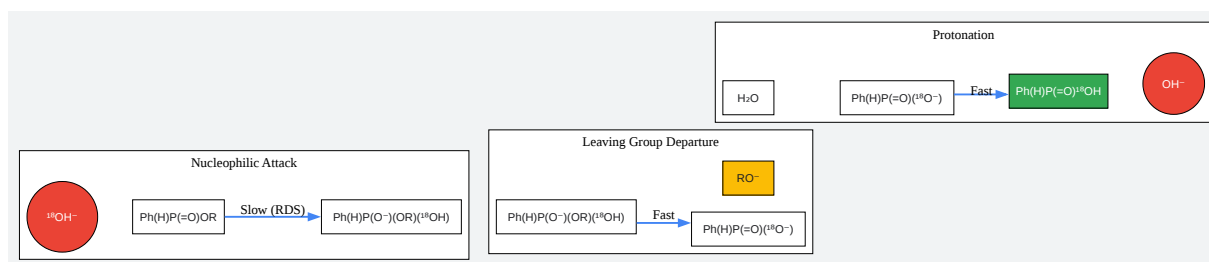 Nucleophilic Attack
¹⁸OH⁻
Ph(H)P(=O)OR
Slow (RDS)
Ph(H)P(O⁻)(OR)(¹⁸OH)
Leaving Group Departure
RO⁻
Ph(H)P(O⁻)(OR)(¹⁸OH)
Fast
Ph(H)P(=O)(¹⁸O⁻)
Protonation
H₂O
Ph(H)P(=O)(¹⁸O⁻)
Fast
Ph(H)P(=O)¹⁸OH
OH⁻